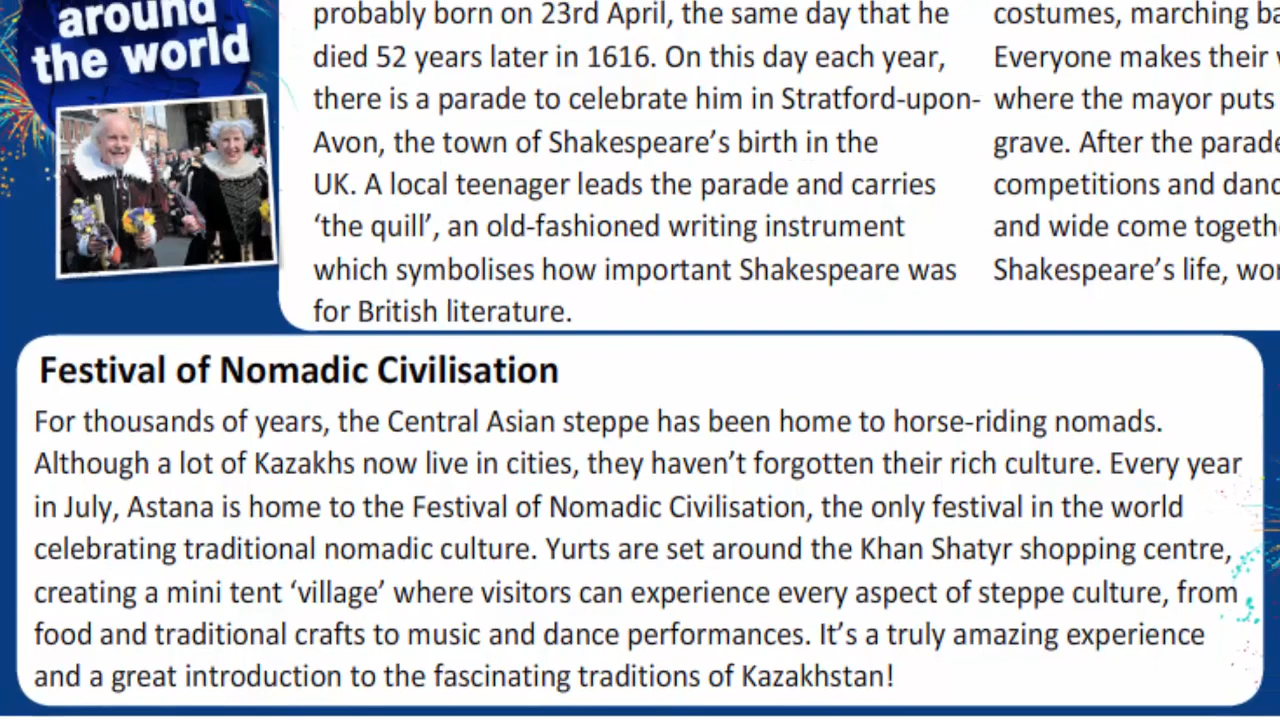 around
the world
probably born on 23rd April, the same day that he
died 52 years later in 1616. On this day each year,
there is a parade to celebrate him in Stratford-upon-
Avon, the town of Shakespeare's birth in the
UK. A local teenager leads the parade and carries
‘the quill’, an old-fashioned writing instrument
which symbolises how important Shakespeare was
for British literature.
costumes, marching
Everyone makes their
where the mayor puts
grave. After the
competitions and
and wide come
Shakespeare’s life,
Festival of Nomadic Civilisation
For thousands of years, the Central Asian steppe has been home to horse-riding nomads.
Although a lot of Kazakhs now live in cities, they haven’t forgotten their rich culture. Every year
in July, Astana is home to the Festival of Nomadic Civilisation, the only festival in the world
celebrating traditional nomadic culture. Yurts are set around the Khan Shatyr shopping centre,
creating a mini tent ‘village’ where visitors can experience every aspect of steppe culture, from
food and traditional crafts to music and dance performances. It’s a truly amazing experience
and a great introduction to the fascinating traditions of Kazakhstan!